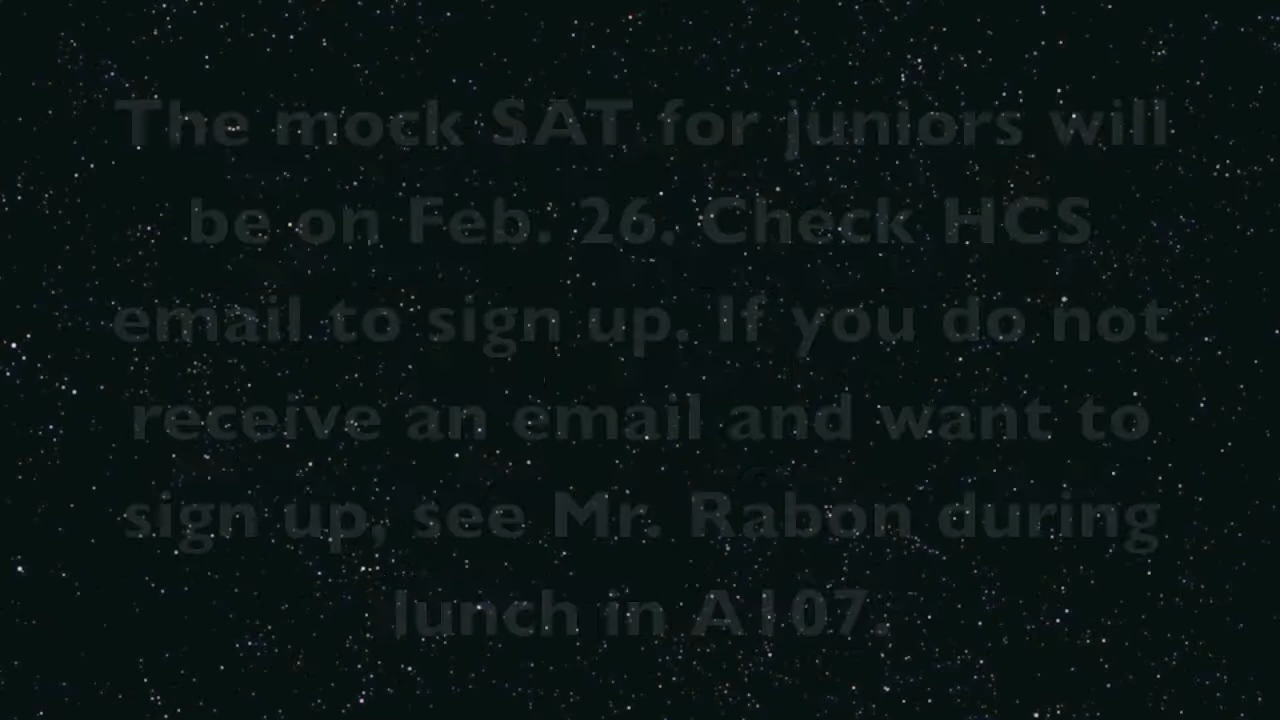 The mock SAT for juniors will
be on Feb. 26. Check HCS
email to sign up. If you do not
receive an email and want to
sign up, see Mr. Rabon during
lunch in A107.